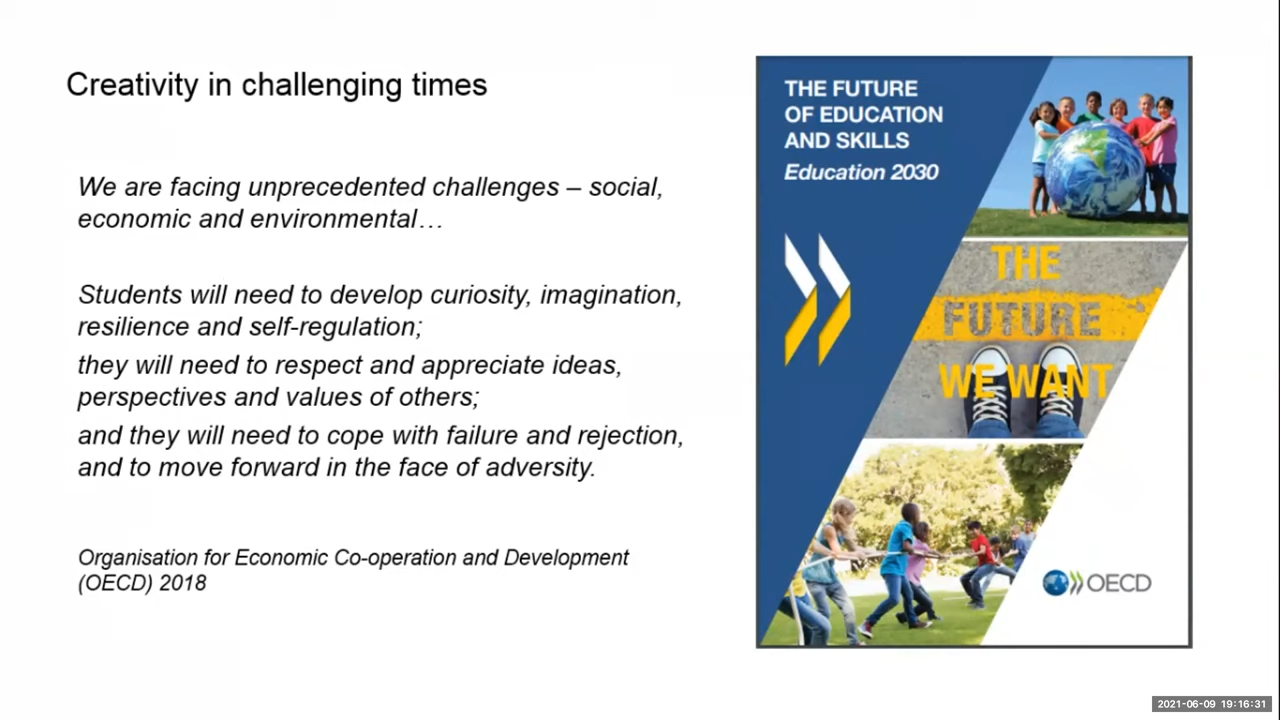 Creativity in challenging times
We are facing unprecedented challenges – social,
economic and environmental…
Students will need to develop curiosity, imagination,
resilience and self-regulation;
they will need to respect and appreciate ideas,
perspectives and values of others;
and they will need to cope with failure and rejection,
and to move forward in the face of adversity.
Organisation for Economic Co-operation and Development
(OECD) 2018
THE FUTURE
OF EDUCATION
AND SKILLS
Education 2030
THE
FUTURE
WE WANT
OECD
2021-06-09 19:16:31